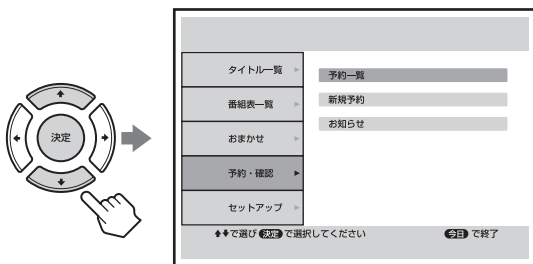 決定
タイトル一覧
番組表一覧
おまかせ
予約・確認
セットアップ
予約一覧
新規予約
お知らせ
で選び 決定 で選択してください
今日 で終了